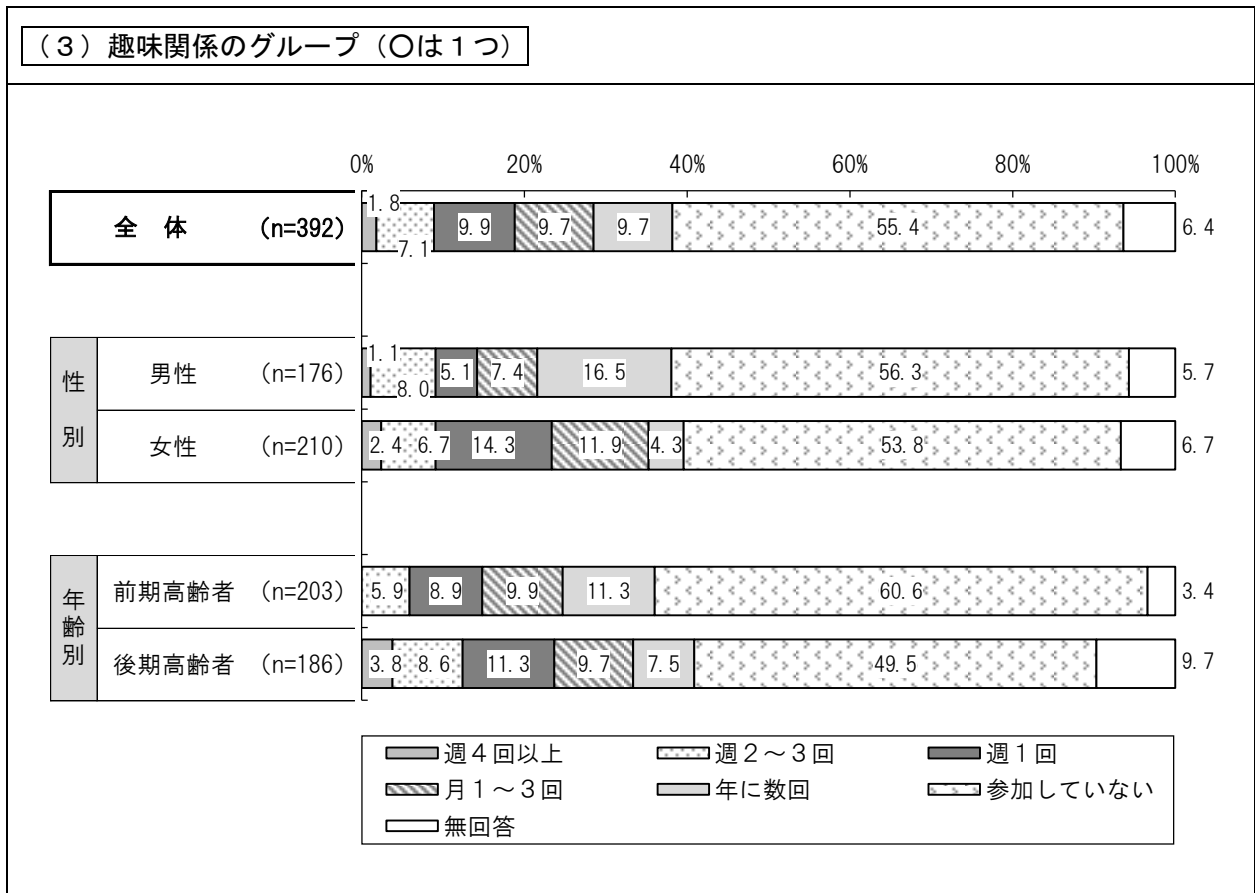 （３）趣味関係のグループ（〇は１つ）
0% 20% 40% 60% 80% 100%
全　体 (n=392) 1.8 7.1 9.9 9.7 9.7 55.4 6.4
性別
男性 (n=176) 1.1 8.0 5.1 7.4 16.5 56.3 5.7
女性 (n=210) 2.4 6.7 14.3 11.9 4.3 53.8 6.7
年齢別
前期高齢者 (n=203) 5.9 8.9 9.9 11.3 60.6 3.4
後期高齢者 (n=186) 3.8 8.6 11.3 9.7 7.5 49.5 9.7
週４回以上 週２～３回 週１回
月１～３回 年に数回 参加していない
無回答